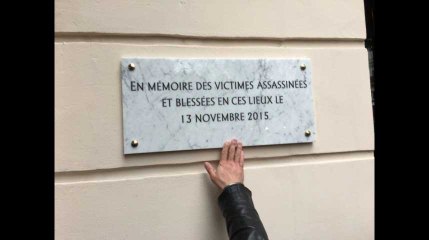 EN MÉMOIRE DES VICTIMES ASSASSINÉES
ET BLESSÉES EN CES LIEUX LE
13 NOVEMBRE 2015